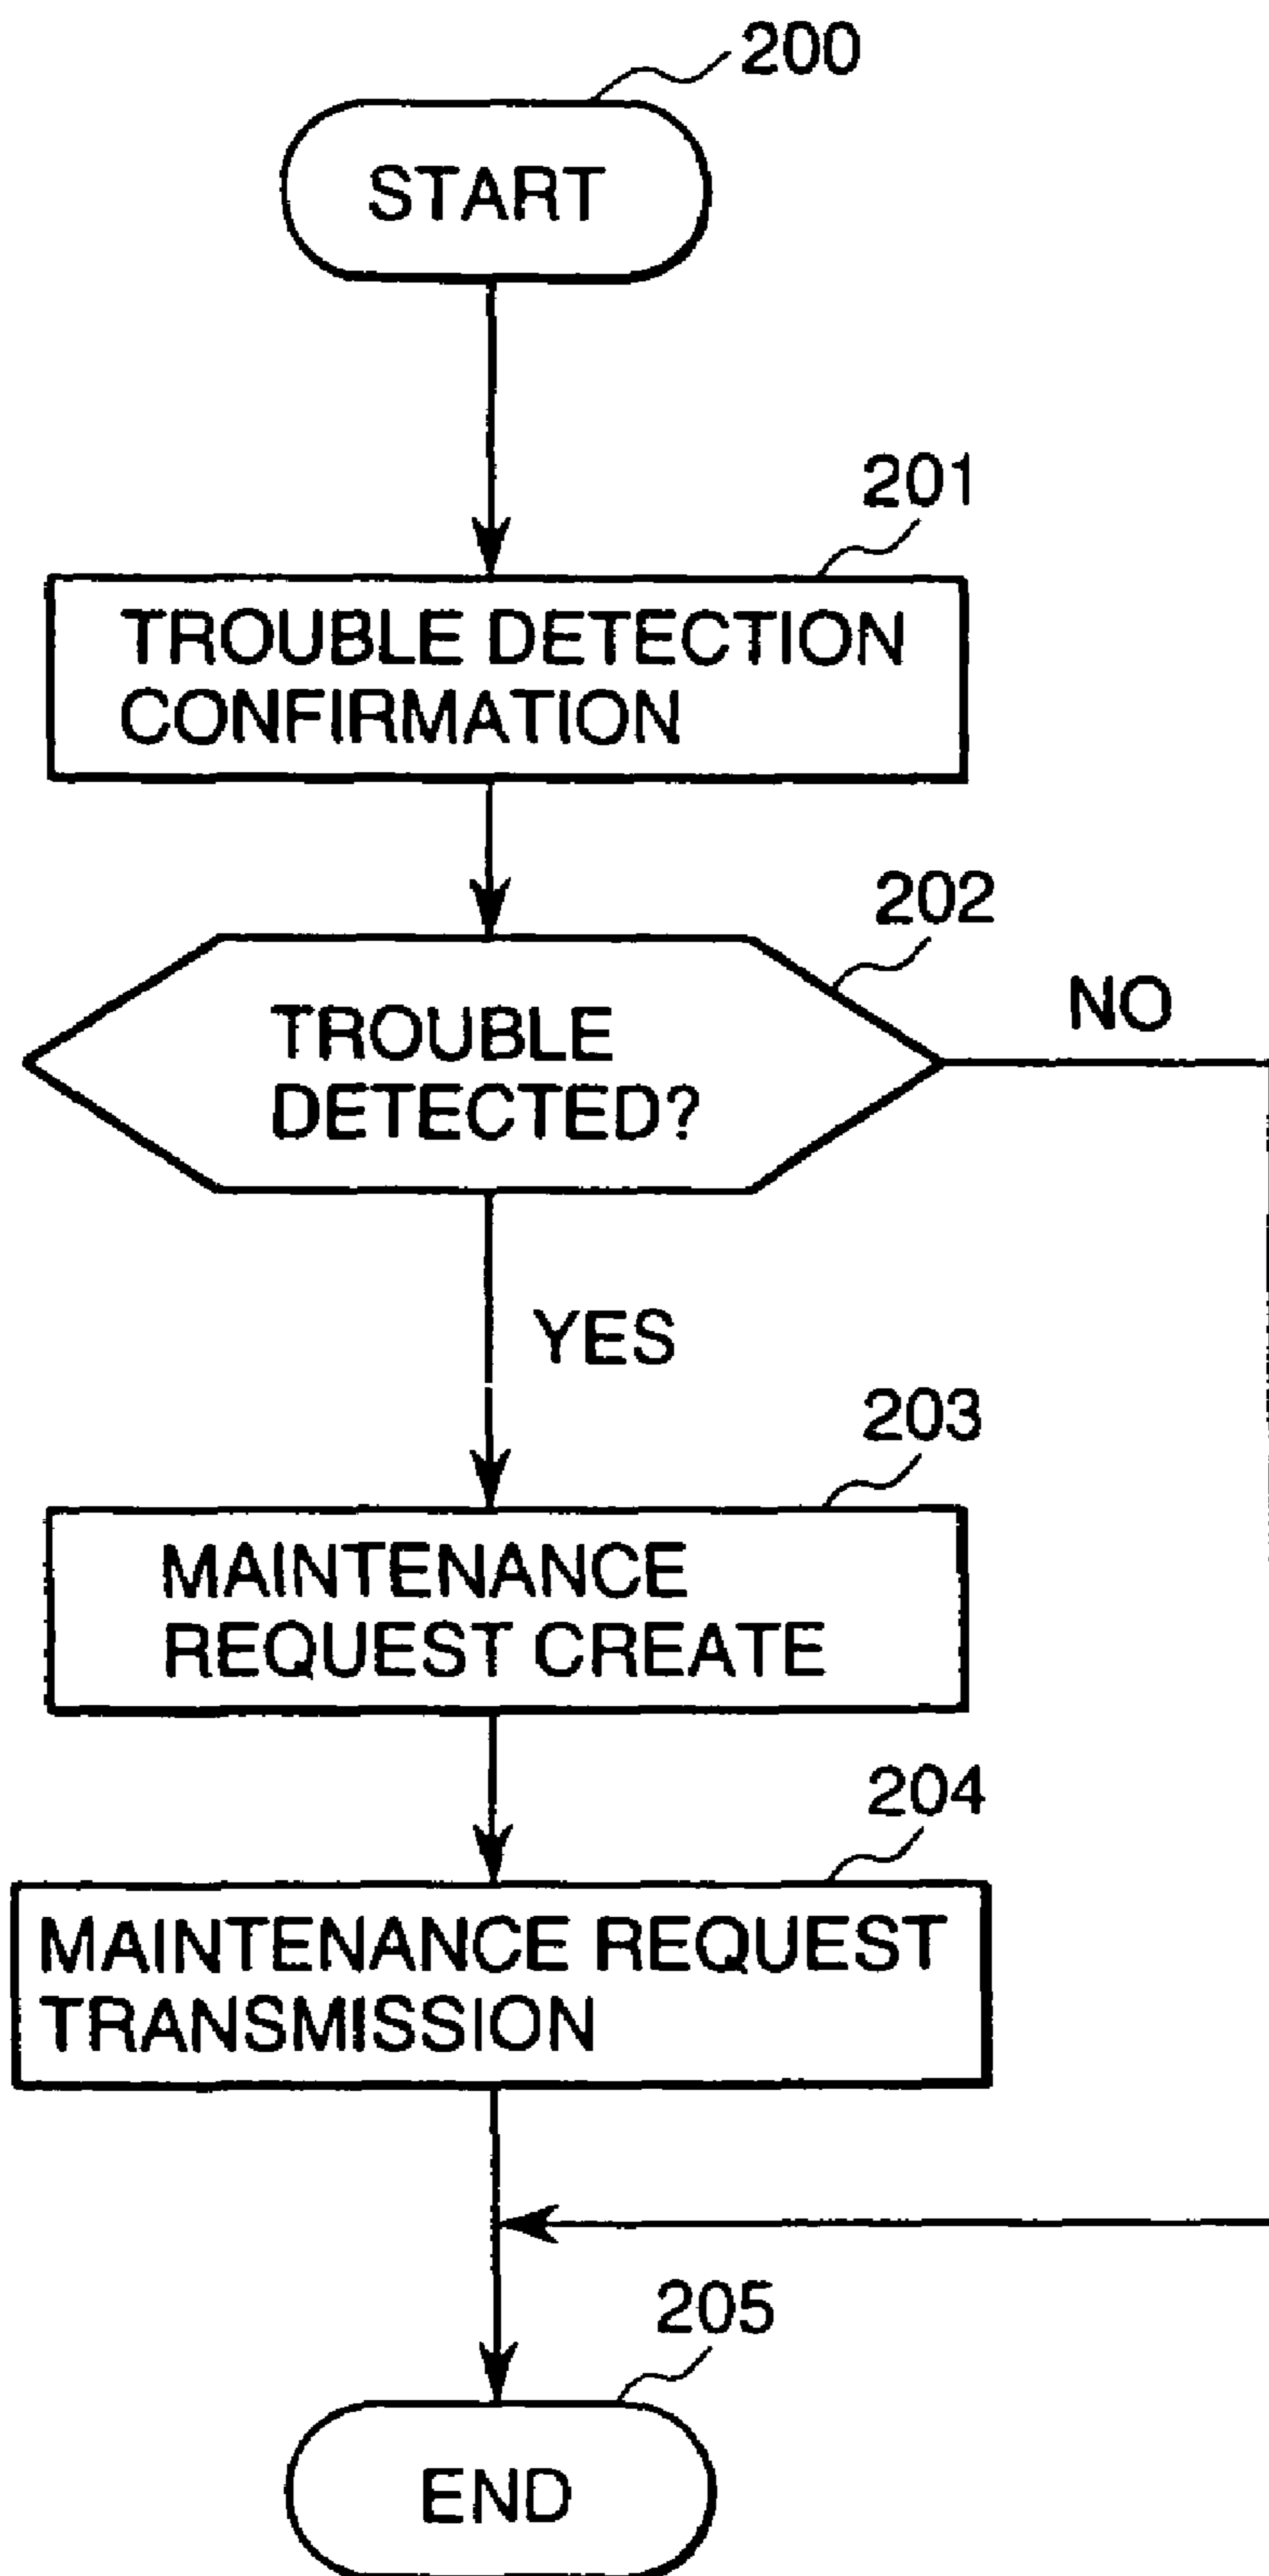 200
START
201
TROUBLE DETECTION
CONFIRMATION
202
TROUBLE
DETECTED?
NO
YES
203
MAINTENANCE
REQUEST CREATE
204
MAINTENANCE REQUEST
TRANSMISSION
205
END